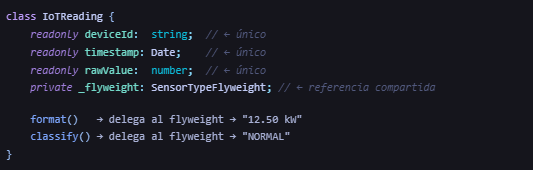 class IoTReading {
readonly deviceId: string; // ← único
readonly timestamp: Date; // ← único
readonly rawValue: number; // ← único
private _flyweight: SensorTypeFlyweight; // ← referencia compartida
format() → delega al flyweight → "12.50 kW"
classify() → delega al flyweight → "NORMAL"
}